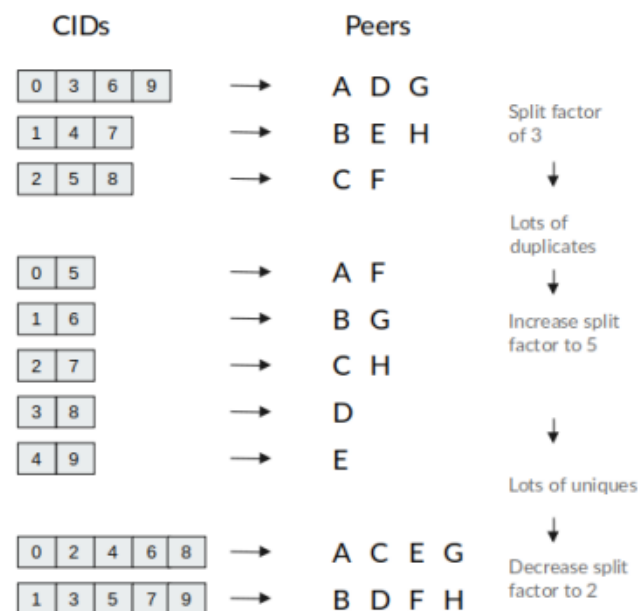 CIDs Peers
0 3 6 9 A D G
1 4 7 B E H
2 5 8 C F
Split factor
of 3
Lots of
duplicates
0 5 A F
1 6 B G
2 7 C H
3 8 D
4 9 E
Increase split
factor to 5
Lots of uniques
0 2 4 6 8 A C E G
1 3 5 7 9 B D F H
Decrease split
factor to 2